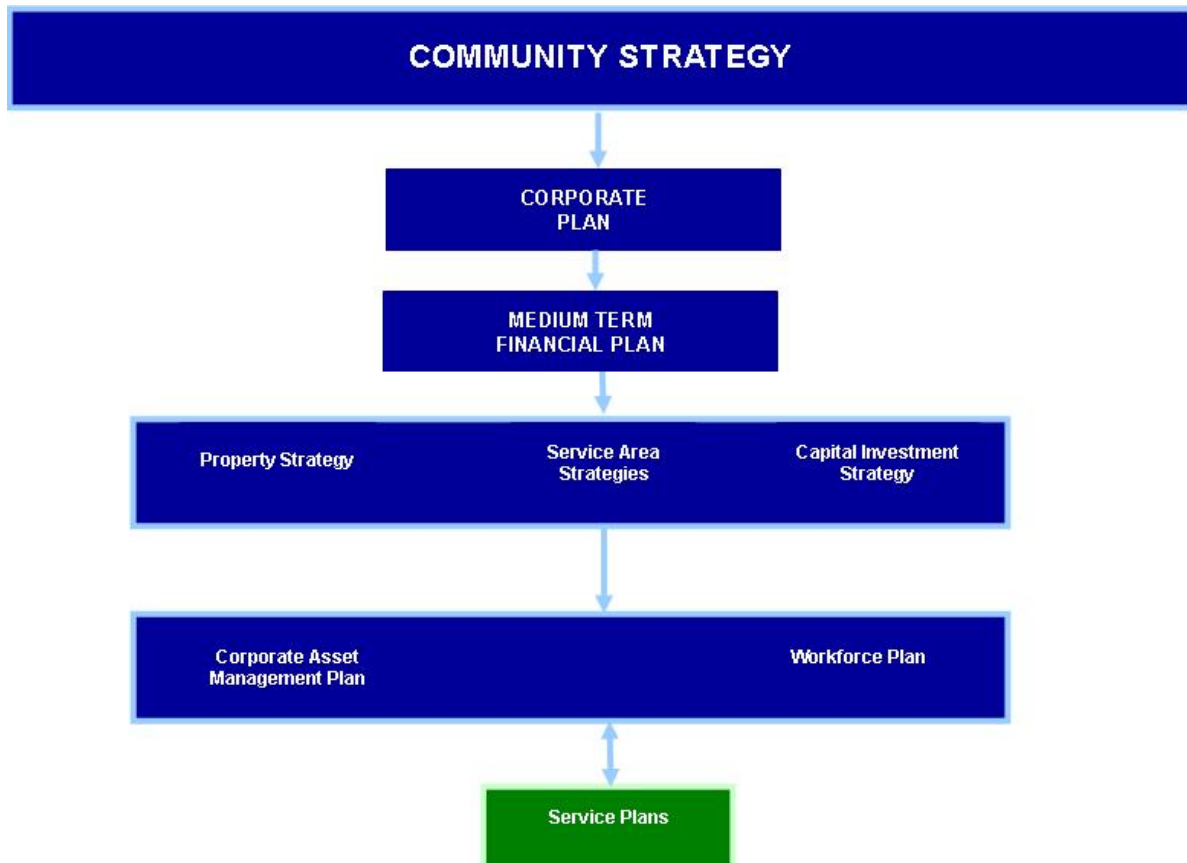 COMMUNITY STRATEGY
CORPORATE
PLAN
MEDIUM TERM
FINANCIAL PLAN
Property Strategy
Service Area
Strategies
Capital Investment
Strategy
Corporate Asset
Management Plan
Workforce Plan
Service Plans